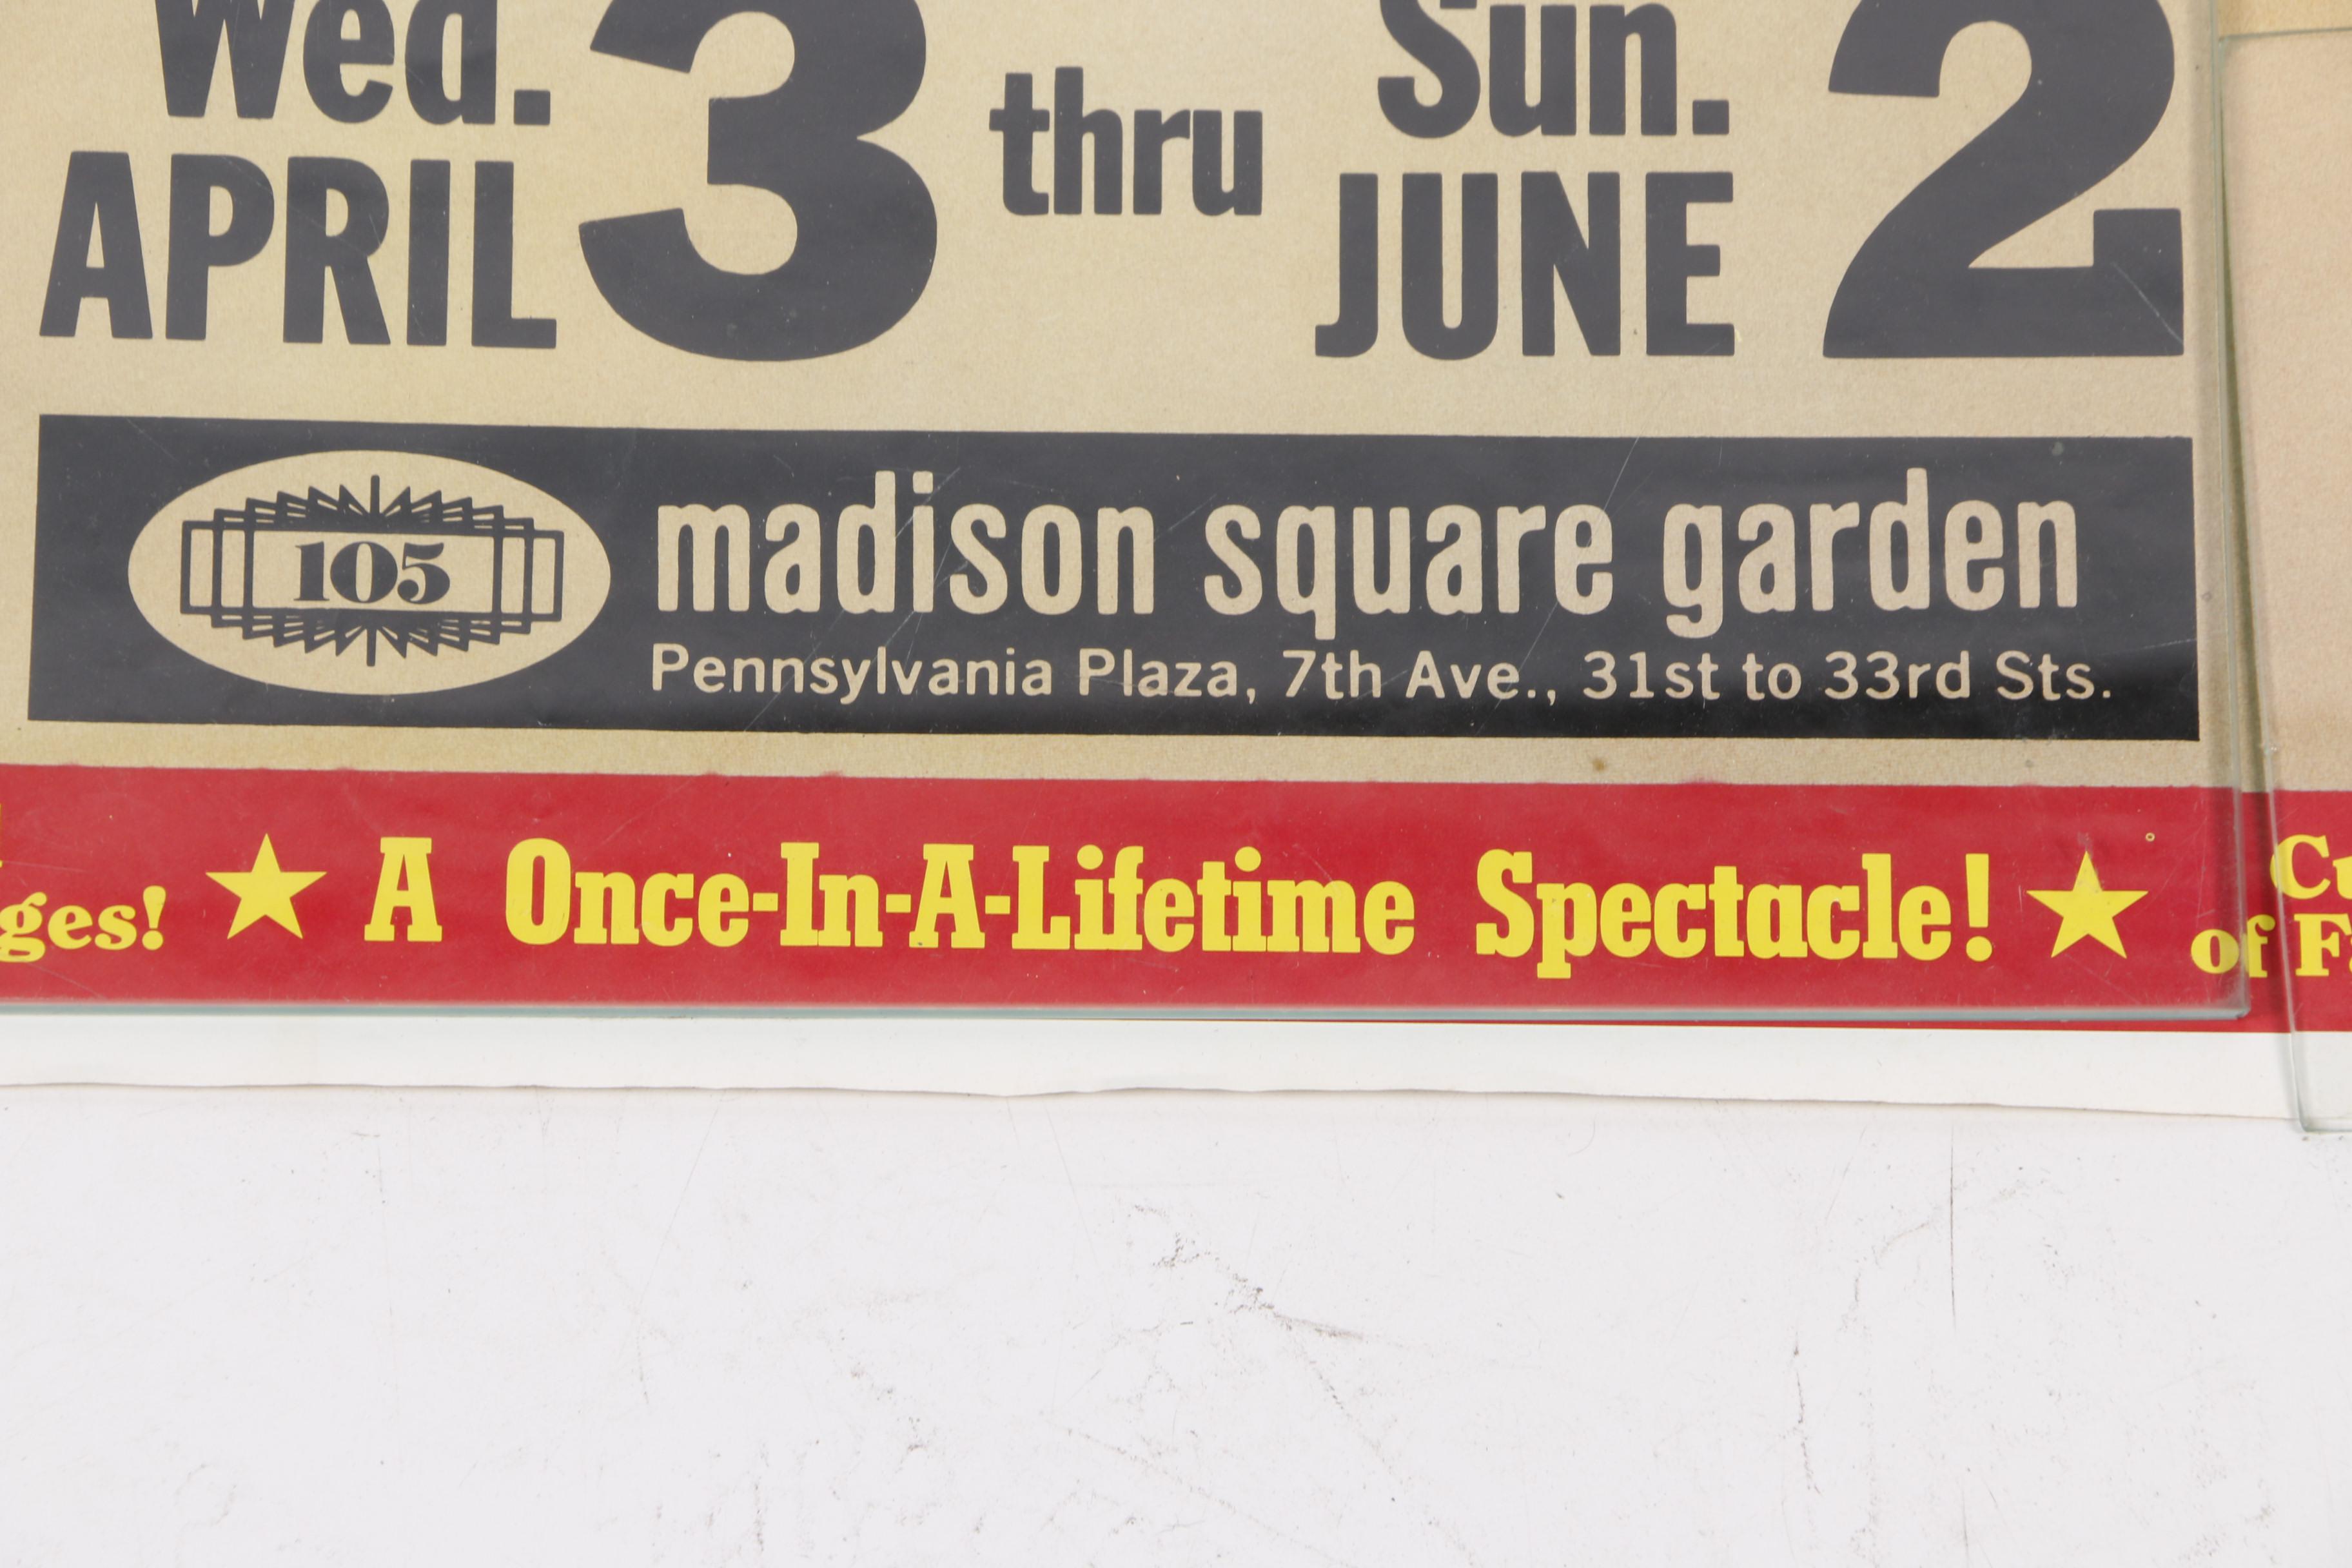 Wed. 3 thru Sun. 2
APRIL JUNE
105
madison square garden
Pennsylvania Plaza, 7th Ave., 31st to 33rd Sts.
ges! A Once-In-A-Lifetime Spectacle! of